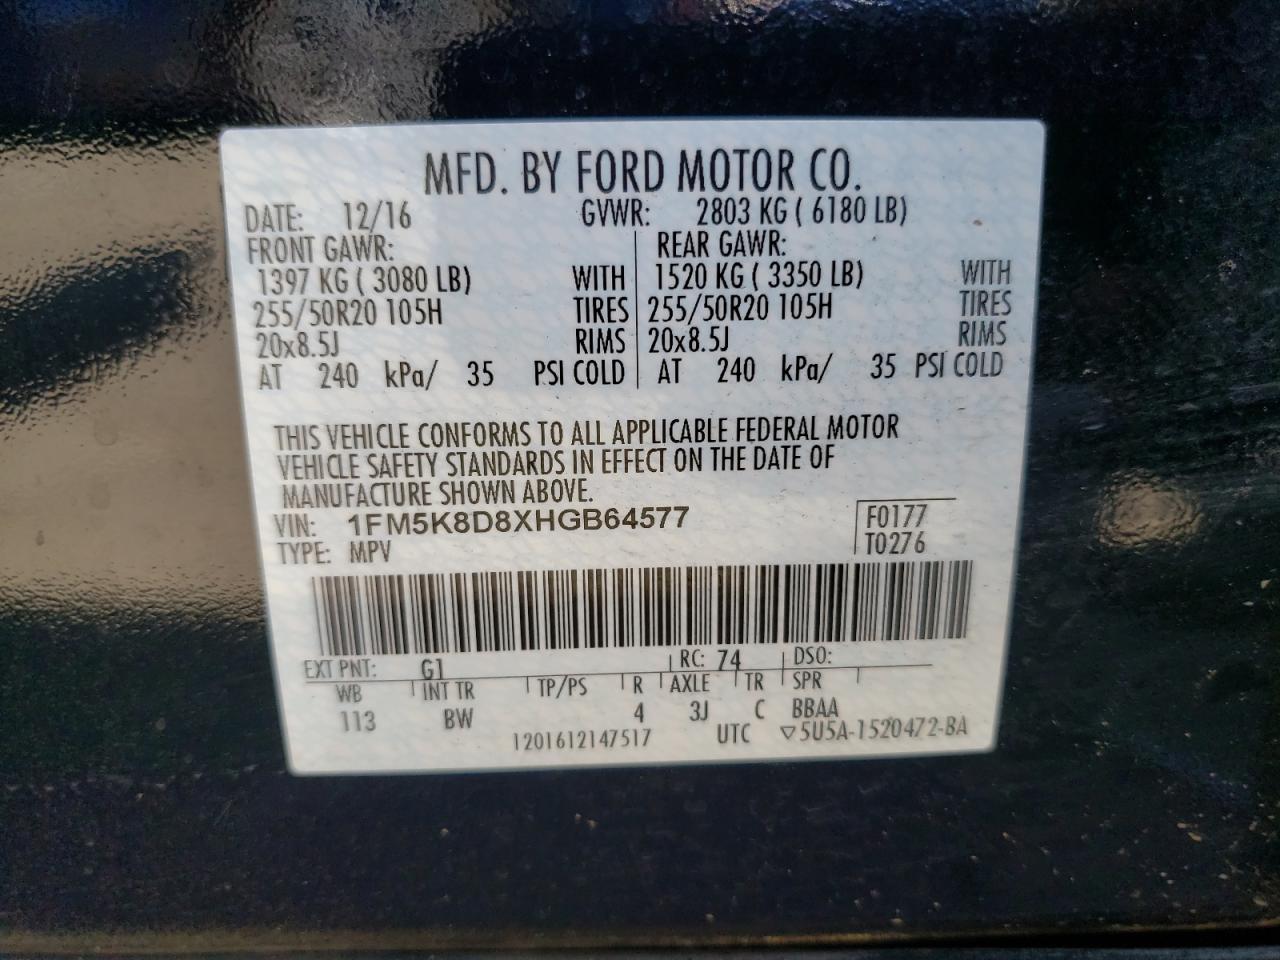 MFD. BY FORD MOTOR CO.
DATE: 12/16 GVWR: 2803 KG ( 6180 LB)
FRONT GAWR: REAR GAWR:
1397 KG ( 3080 LB) WITH 1520 KG ( 3350 LB) WITH
255/50R20 105H TIRES 255/50R20 105H TIRES
20x8.5J RIMS 20x8.5J RIMS
AT 240 kPa/ 35 PSI COLD AT 240 kPa/ 35 PSI COLD
THIS VEHICLE CONFORMS TO ALL APPLICABLE FEDERAL MOTOR
VEHICLE SAFETY STANDARDS IN EFFECT ON THE DATE OF
MANUFACTURE SHOWN ABOVE.
VIN: 1FM5K8D8XHGB64577 F0177
TYPE: MPV T0276
EXT PNT: G1 RC: 74 DSO:
WB INT TR TP/PS R AXLE TR SPR
113 BW 4 3J C BBAA
1201612147517 UTC ▽5U5A-1520472-BA